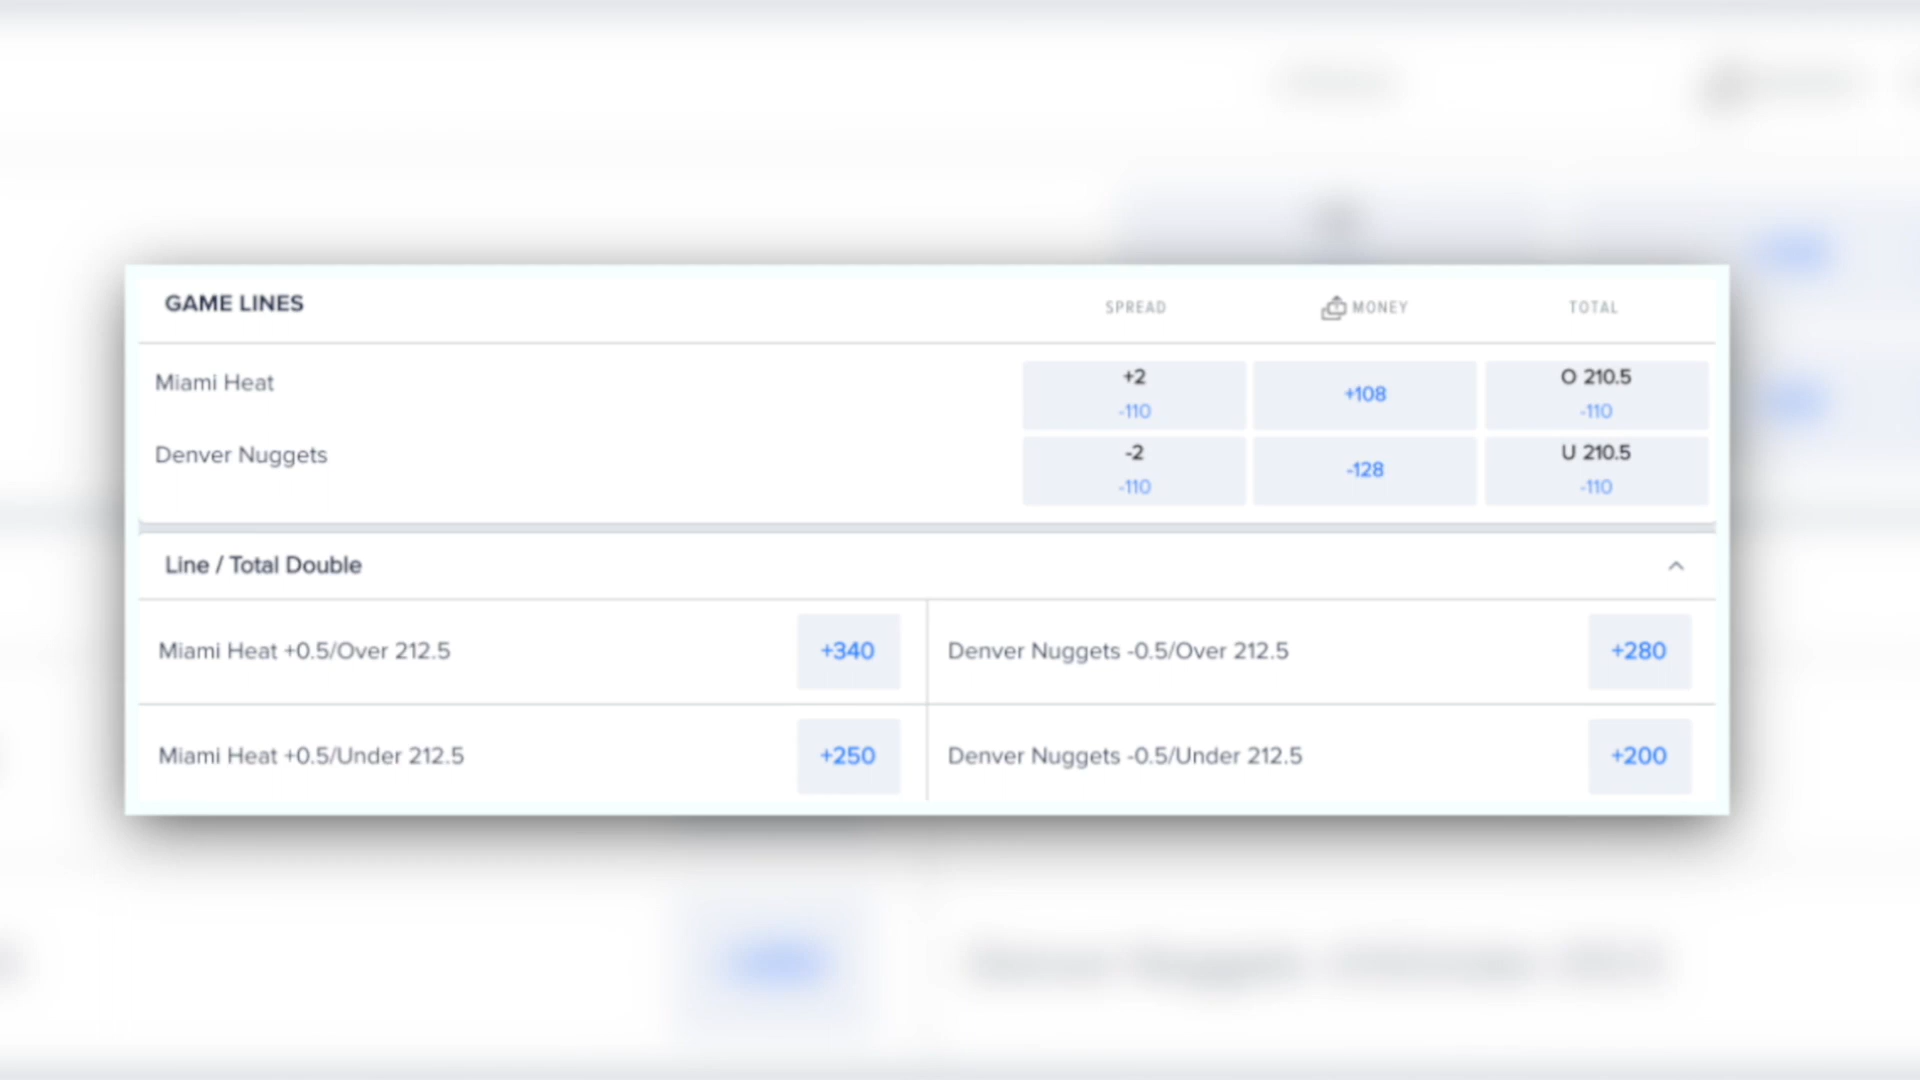 GAME LINES SPREAD MONEY TOTAL
Miami Heat +2 -110 +108 O 210.5 -110
Denver Nuggets -2 -110 -128 U 210.5 -110
Line / Total Double
Miami Heat +0.5/Over 212.5 +340 Denver Nuggets -0.5/Over 212.5 +280
Miami Heat +0.5/Under 212.5 +250 Denver Nuggets -0.5/Under 212.5 +200